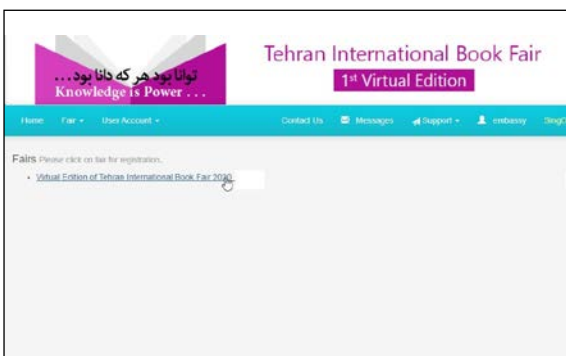 توانا بود هر که دانا بود...
Knowledge is Power . . .
Tehran International Book Fair
1st Virtual Edition
Home Fair User Account Contact Us Messages Support embassy
Fairs Please click on fair for registration.
Virtual Edition of Tehran International Book Fair 2020